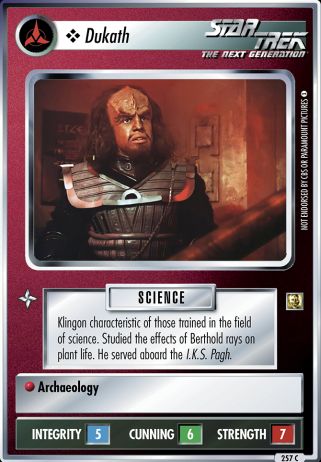 ❖ Dukath
STAR TREK
THE NEXT GENERATION
NOT ENDORSED BY CBS OR PARAMOUNT PICTURES
SCIENCE
Klingon characteristic of those trained in the field
of science. Studied the effects of Berthold rays on
plant life. He served aboard the I.K.S. Pagh.
Archaeology
INTEGRITY 5 CUNNING 6 STRENGTH 7
257 C